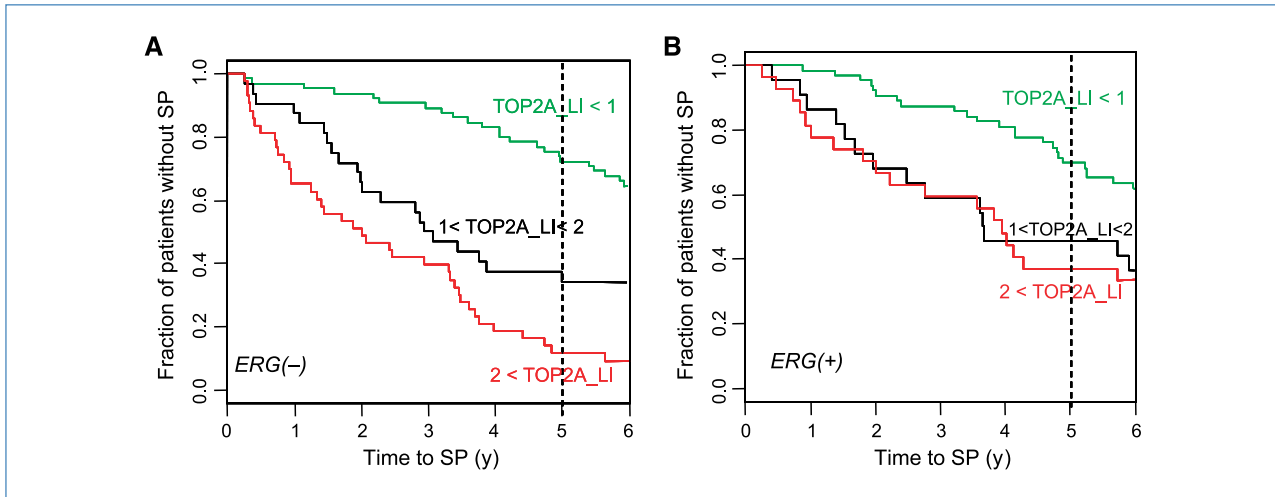 A
Fraction of patients without SP
1.0
0.8
0.6
0.4
0.2
0.0
TOP2A_LI < 1
1< TOP2A_LI< 2
2 < TOP2A_LI
ERG(–)
0 1 2 3 4 5 6
Time to SP (y)
B
Fraction of patients without SP
1.0
0.8
0.6
0.4
0.2
0.0
TOP2A_LI < 1
1<TOP2A_LI<2
2 < TOP2A_LI
ERG(+)
0 1 2 3 4 5 6
Time to SP (y)